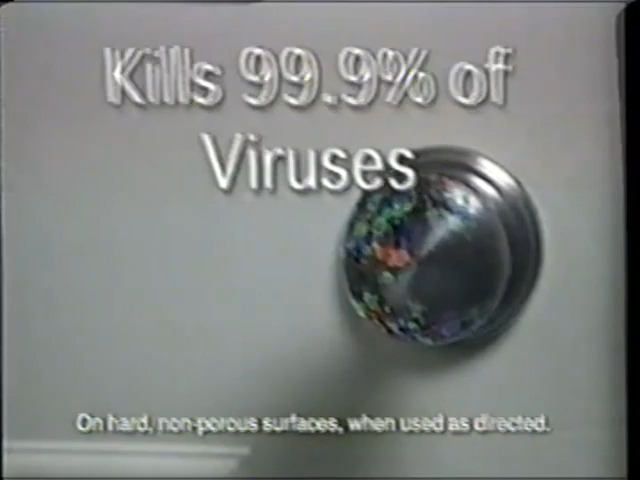 Kills 99.9% of
Viruses
On hard, non-porous surfaces, when used as directed.